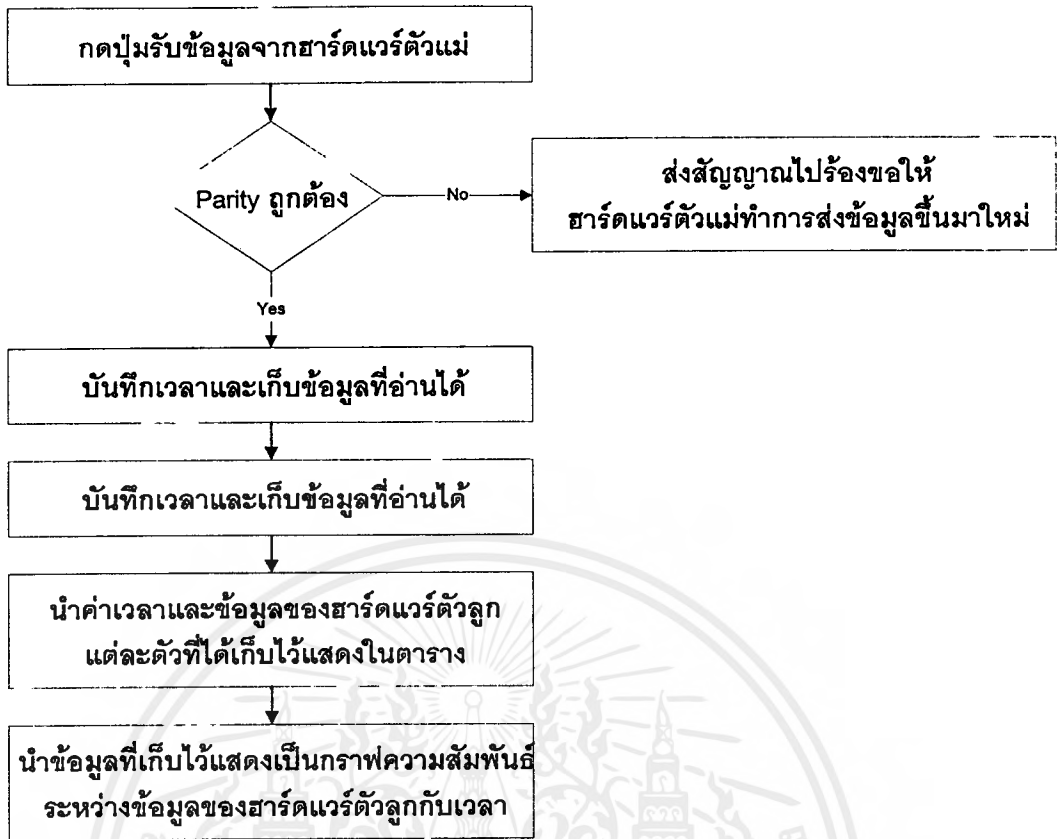 กดปุ่มรับข้อมูลจากฮาร์ดแวร์ตัวแม่
Parity ถูกต้อง
No
ส่งสัญญาณไปร้องขอให้
ฮาร์ดแวร์ตัวแม่ทำการส่งข้อมูลขึ้นมาใหม่
Yes
บันทึกเวลาและเก็บข้อมูลที่อ่านได้
บันทึกเวลาและเก็บข้อมูลที่อ่านได้
นำค่าเวลาและข้อมูลของฮาร์ดแวร์ตัวลูก
แต่ละตัวที่ได้เก็บไว้แสดงในตาราง
นำข้อมูลที่เก็บไว้แสดงเป็นกราฟความสัมพันธ์
ระหว่างข้อมูลของฮาร์ดแวร์ตัวลูกกับเวลา